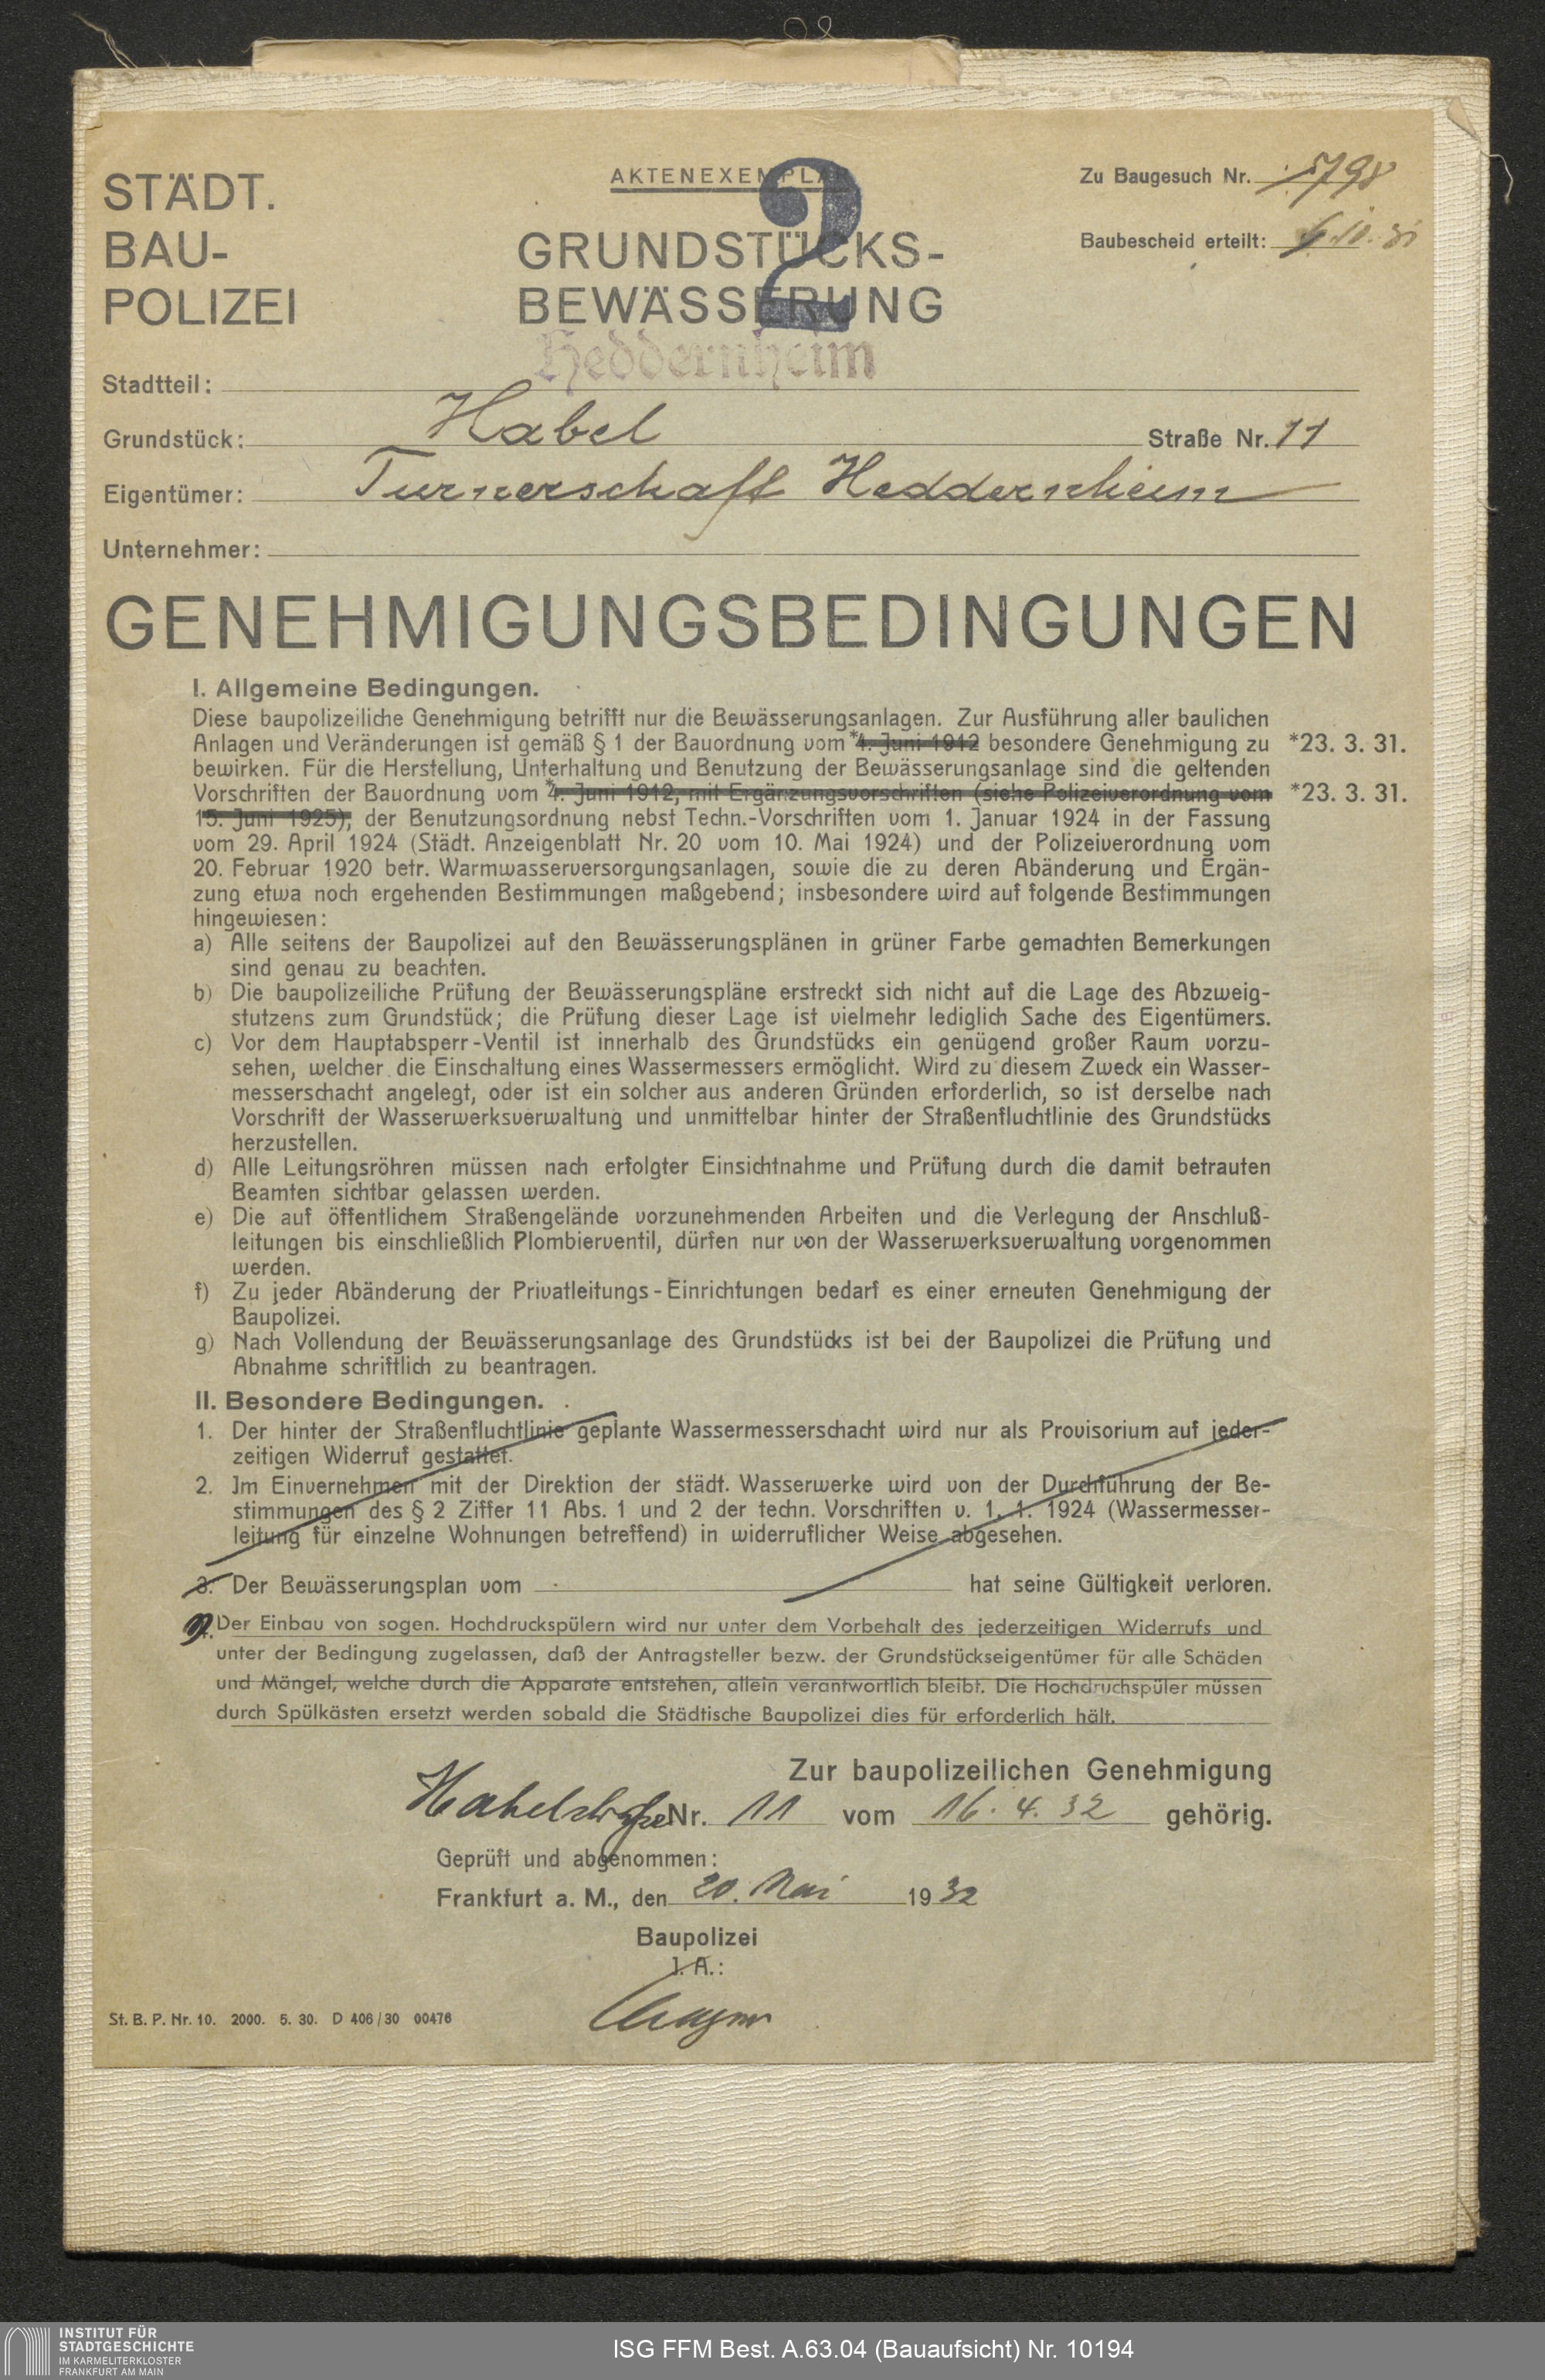 STÄDT.
BAU-
POLIZEI
AKTENEXEMPLAR
2
GRUNDSTÜCKS-
BEWÄSSERUNG
Zu Baugesuch Nr. 5798
Baubescheid erteilt: 6.10.31
Heddernheim
Stadtteil:
Grundstück: Habel Straße Nr. 11
Eigentümer: Turnerschaft Heddernheim
Unternehmer:
GENEHMIGUNGSBEDINGUNGEN
I. Allgemeine Bedingungen.
Diese baupolizeiliche Genehmigung betrifft nur die Bewässerungsanlagen. Zur Ausführung aller baulichen
Anlagen und Veränderungen ist gemäß § 1 der Bauordnung vom *4. Juni 1912 besondere Genehmigung zu *23. 3. 31.
bewirken. Für die Herstellung, Unterhaltung und Benutzung der Bewässerungsanlage sind die geltenden
Vorschriften der Bauordnung vom *4. Juni 1912, mit Ergänzungsvorschriften (siehe Polizeiverordnung vom *23. 3. 31.
15. Juni 1925), der Benutzungsordnung nebst Techn.-Vorschriften vom 1. Januar 1924 in der Fassung
vom 29. April 1924 (Städt. Anzeigenblatt Nr. 20 vom 10. Mai 1924) und der Polizeiverordnung vom
20. Februar 1920 betr. Warmwasserversorgungsanlagen, sowie die zu deren Abänderung und Ergän-
zung etwa noch ergehenden Bestimmungen maßgebend; insbesondere wird auf folgende Bestimmungen
hingewiesen:
a) Alle seitens der Baupolizei auf den Bewässerungsplänen in grüner Farbe gemachten Bemerkungen
sind genau zu beachten.
b) Die baupolizeiliche Prüfung der Bewässerungspläne erstreckt sich nicht auf die Lage des Abzweig-
stutzens zum Grundstück; die Prüfung dieser Lage ist vielmehr lediglich Sache des Eigentümers.
c) Vor dem Hauptabsperr-Ventil ist innerhalb des Grundstücks ein genügend großer Raum vorzu-
sehen, welcher die Einschaltung eines Wassermessers ermöglicht. Wird zu diesem Zweck ein Wasser-
messerschacht angelegt, oder ist ein solcher aus anderen Gründen erforderlich, so ist derselbe nach
Vorschrift der Wasserwerksverwaltung und unmittelbar hinter der Straßenfluchtlinie des Grundstücks
herzustellen.
d) Alle Leitungsröhren müssen nach erfolgter Einsichtnahme und Prüfung durch die damit betrauten
Beamten sichtbar gelassen werden.
e) Die auf öffentlichem Straßengelände vorzunehmenden Arbeiten und die Verlegung der Anschluß-
leitungen bis einschließlich Plombierventil, dürfen nur von der Wasserwerksverwaltung vorgenommen
werden.
f) Zu jeder Abänderung der Privatleitungs-Einrichtungen bedarf es einer erneuten Genehmigung der
Baupolizei.
g) Nach Vollendung der Bewässerungsanlage des Grundstücks ist bei der Baupolizei die Prüfung und
Abnahme schriftlich zu beantragen.
II. Besondere Bedingungen.
1. Der hinter der Straßenfluchtlinie geplante Wassermesserschacht wird nur als Provisorium auf jeder-
zeitigen Widerruf gestattet.
2. Im Einvernehmen mit der Direktion der städt. Wasserwerke wird von der Durchführung der Be-
stimmungen des § 2 Ziffer 11 Abs. 1 und 2 der techn. Vorschriften v. 1. 1. 1924 (Wassermesser-
leitung für einzelne Wohnungen betreffend) in widerruflicher Weise abgesehen.
3. Der Bewässerungsplan vom hat seine Gültigkeit verloren.
Der Einbau von sogen. Hochdruckspülern wird nur unter dem Vorbehalt des jederzeitigen Widerrufs und
unter der Bedingung zugelassen, daß der Antragsteller bezw. der Grundstückseigentümer für alle Schäden
und Mängel, welche durch die Apparate entstehen, allein verantwortlich bleibt. Die Hochdruchspüler müssen
durch Spülkästen ersetzt werden sobald die Städtische Baupolizei dies für erforderlich hält.
Zur baupolizeilichen Genehmigung
Habelstraße Nr. 11 vom 16. 4. 32 gehörig.
Geprüft und abgenommen:
Frankfurt a. M., den 20. Mai 1932
Baupolizei
I. A.:
St. B. P. Nr. 10. 2000. 5. 30. D 406/30 00476
INSTITUT FÜR
STADTGESCHICHTE
IM KARMELITERKLOSTER
FRANKFURT AM MAIN
ISG FFM Best. A.63.04 (Bauaufsicht) Nr. 10194